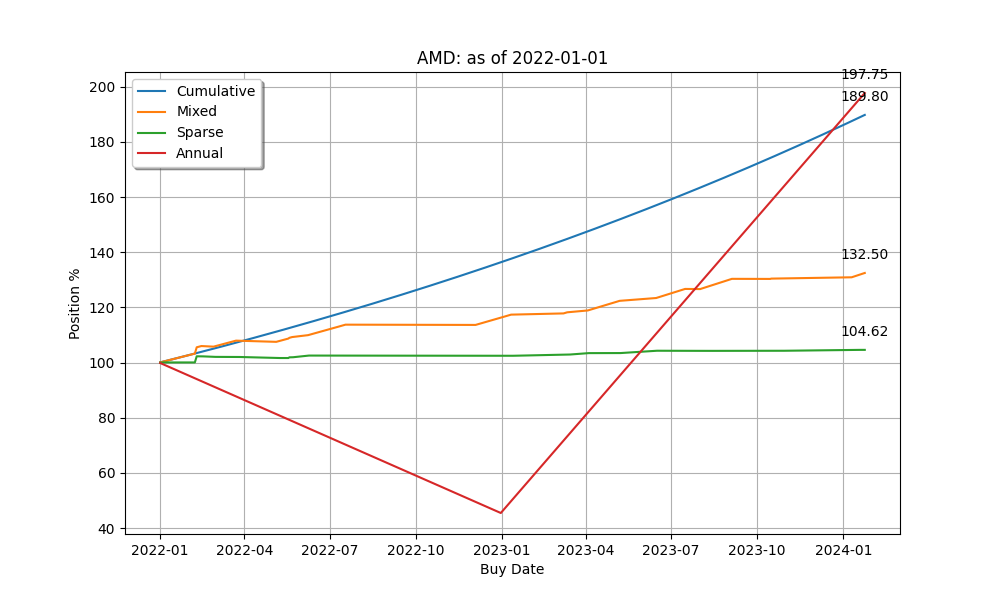 AMD: as of 2022-01-01
197.75
189.80
132.50
104.62
Cumulative
Mixed
Sparse
Annual
Position %
200
180
160
140
120
100
80
60
40
2022-01 2022-04 2022-07 2022-10 2023-01 2023-04 2023-07 2023-10 2024-01
Buy Date